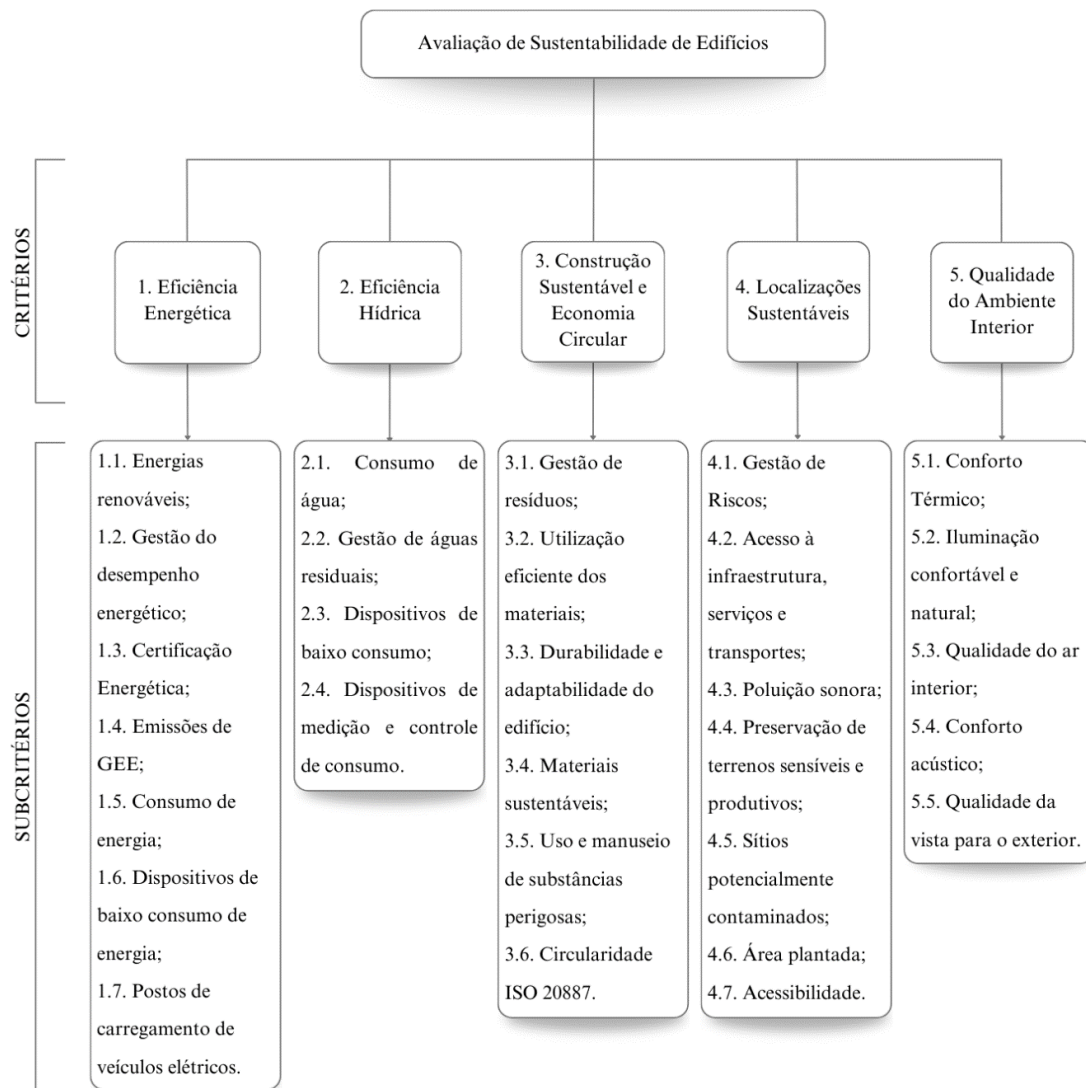 Avaliação de Sustentabilidade de Edifícios
CRITÉRIOS
1. Eficiência
Energética
2. Eficiência
Hídrica
3. Construção
Sustentável e
Economia
Circular
4. Localizações
Sustentáveis
5. Qualidade
do Ambiente
Interior
SUBCRITÉRIOS
1.1. Energias
renováveis;
1.2. Gestão do
desempenho
energético;
1.3. Certificação
Energética;
1.4. Emissões de
GEE;
1.5. Consumo de
energia;
1.6. Dispositivos de
baixo consumo de
energia;
1.7. Postos de
carregamento de
veículos elétricos.
2.1. Consumo de
água;
2.2. Gestão de águas
residuais;
2.3. Dispositivos de
baixo consumo;
2.4. Dispositivos de
medição e controle
de consumo.
3.1. Gestão de
resíduos;
3.2. Utilização
eficiente dos
materiais;
3.3. Durabilidade e
adaptabilidade do
edifício;
3.4. Materiais
sustentáveis;
3.5. Uso e manuseio
de substâncias
perigosas;
3.6. Circularidade
ISO 20887.
4.1. Gestão de
Riscos;
4.2. Acesso à
infraestrutura,
serviços e
transportes;
4.3. Poluição sonora;
4.4. Preservação de
terrenos sensíveis e
produtivos;
4.5. Sítios
potencialmente
contaminados;
4.6. Área plantada;
4.7. Acessibilidade.
5.1. Conforto
Térmico;
5.2. Iluminação
confortável e
natural;
5.3. Qualidade do ar
interior;
5.4. Conforto
acústico;
5.5. Qualidade da
vista para o exterior.